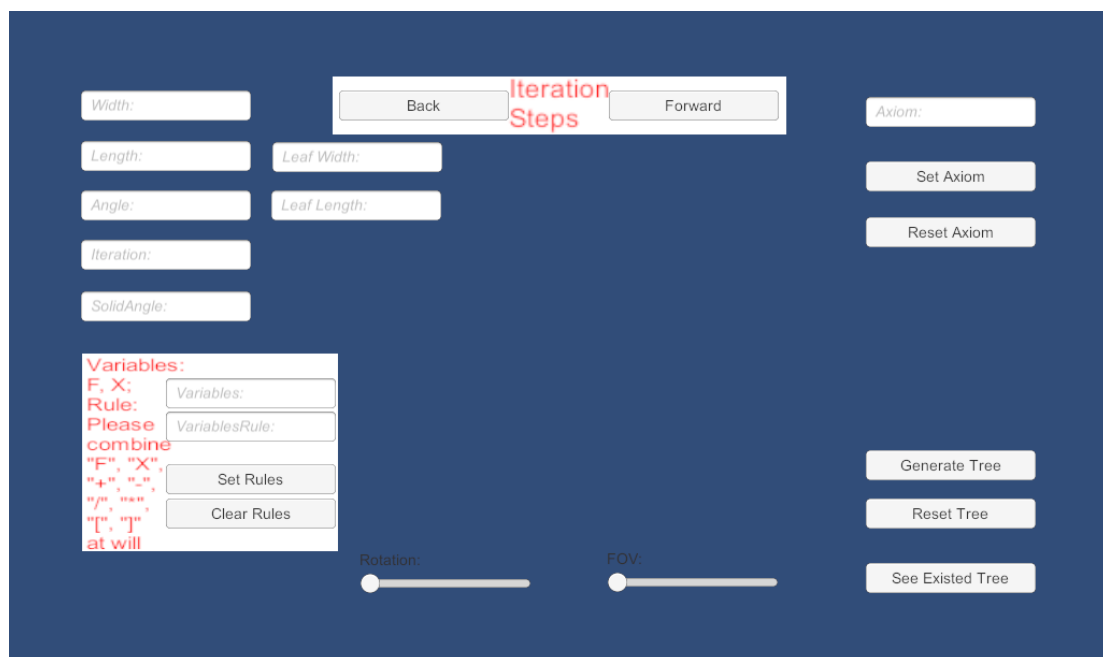 Width:
Back
Iteration
Steps
Forward
Axiom:
Length:
Leaf Width:
Set Axiom
Angle:
Leaf Length:
Reset Axiom
Iteration:
SolidAngle:
Variables:
F, X;
Rule:
Please
combine
"F", "X",
"+", "-",
"/", "*",
"[", "]"
at will
Variables:
VariablesRule:
Set Rules
Clear Rules
Generate Tree
Reset Tree
Rotation:
FOV:
See Existed Tree